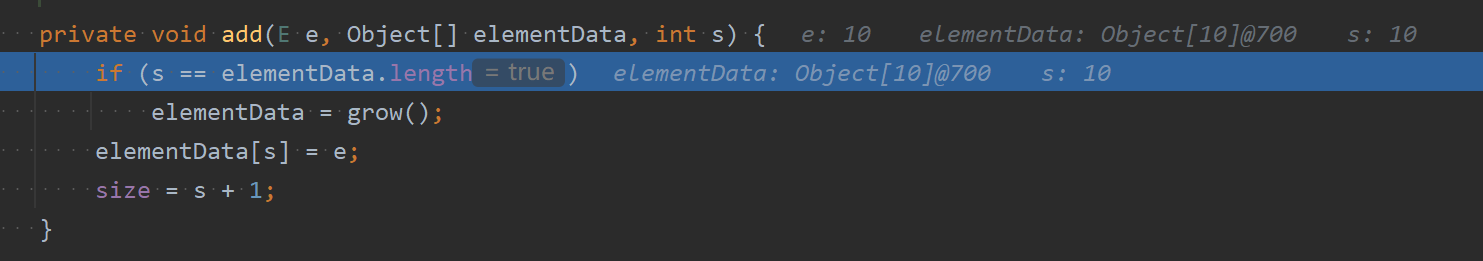 private void add(E e, Object[] elementData, int s) { e: 10 elementData: Object[10]@700 s: 10
if (s == elementData.length = true ) elementData: Object[10]@700 s: 10
elementData = grow();
elementData[s] = e;
size = s + 1;
}